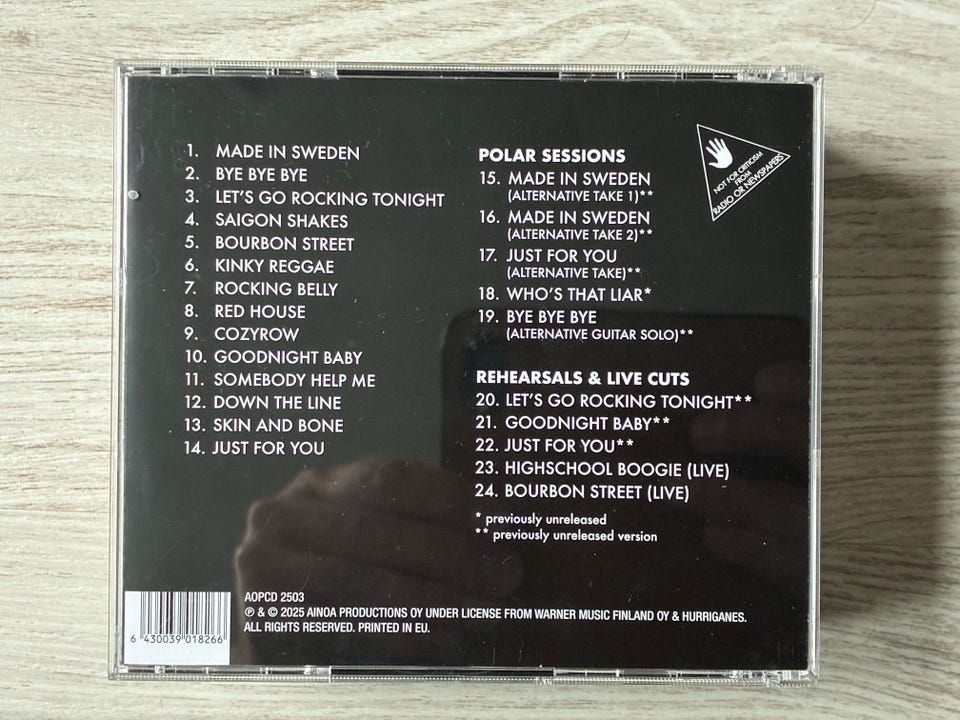 1. MADE IN SWEDEN
2. BYE BYE BYE
3. LET'S GO ROCKING TONIGHT
4. SAIGON SHAKES
5. BOURBON STREET
6. KINKY REGGAE
7. ROCKING BELLY
8. RED HOUSE
9. COZYROW
10. GOODNIGHT BABY
11. SOMEBODY HELP ME
12. DOWN THE LINE
13. SKIN AND BONE
14. JUST FOR YOU
POLAR SESSIONS
15. MADE IN SWEDEN
(ALTERNATIVE TAKE 1)**
16. MADE IN SWEDEN
(ALTERNATIVE TAKE 2)**
17. JUST FOR YOU
(ALTERNATIVE TAKE)**
18. WHO'S THAT LIAR*
19. BYE BYE BYE
(ALTERNATIVE GUITAR SOLO)**
REHEARSALS & LIVE CUTS
20. LET'S GO ROCKING TONIGHT**
21. GOODNIGHT BABY**
22. JUST FOR YOU**
23. HIGHSCHOOL BOOGIE (LIVE)
24. BOURBON STREET (LIVE)
* previously unreleased
** previously unreleased version
NOT FOR CRITICISM
FROM
RADIO OR NEWSPAPERS
6 430039 018266
AOPCD 2503
℗ & © 2025 AINOA PRODUCTIONS OY UNDER LICENSE FROM WARNER MUSIC FINLAND OY & HURRIGANES.
ALL RIGHTS RESERVED. PRINTED IN EU.